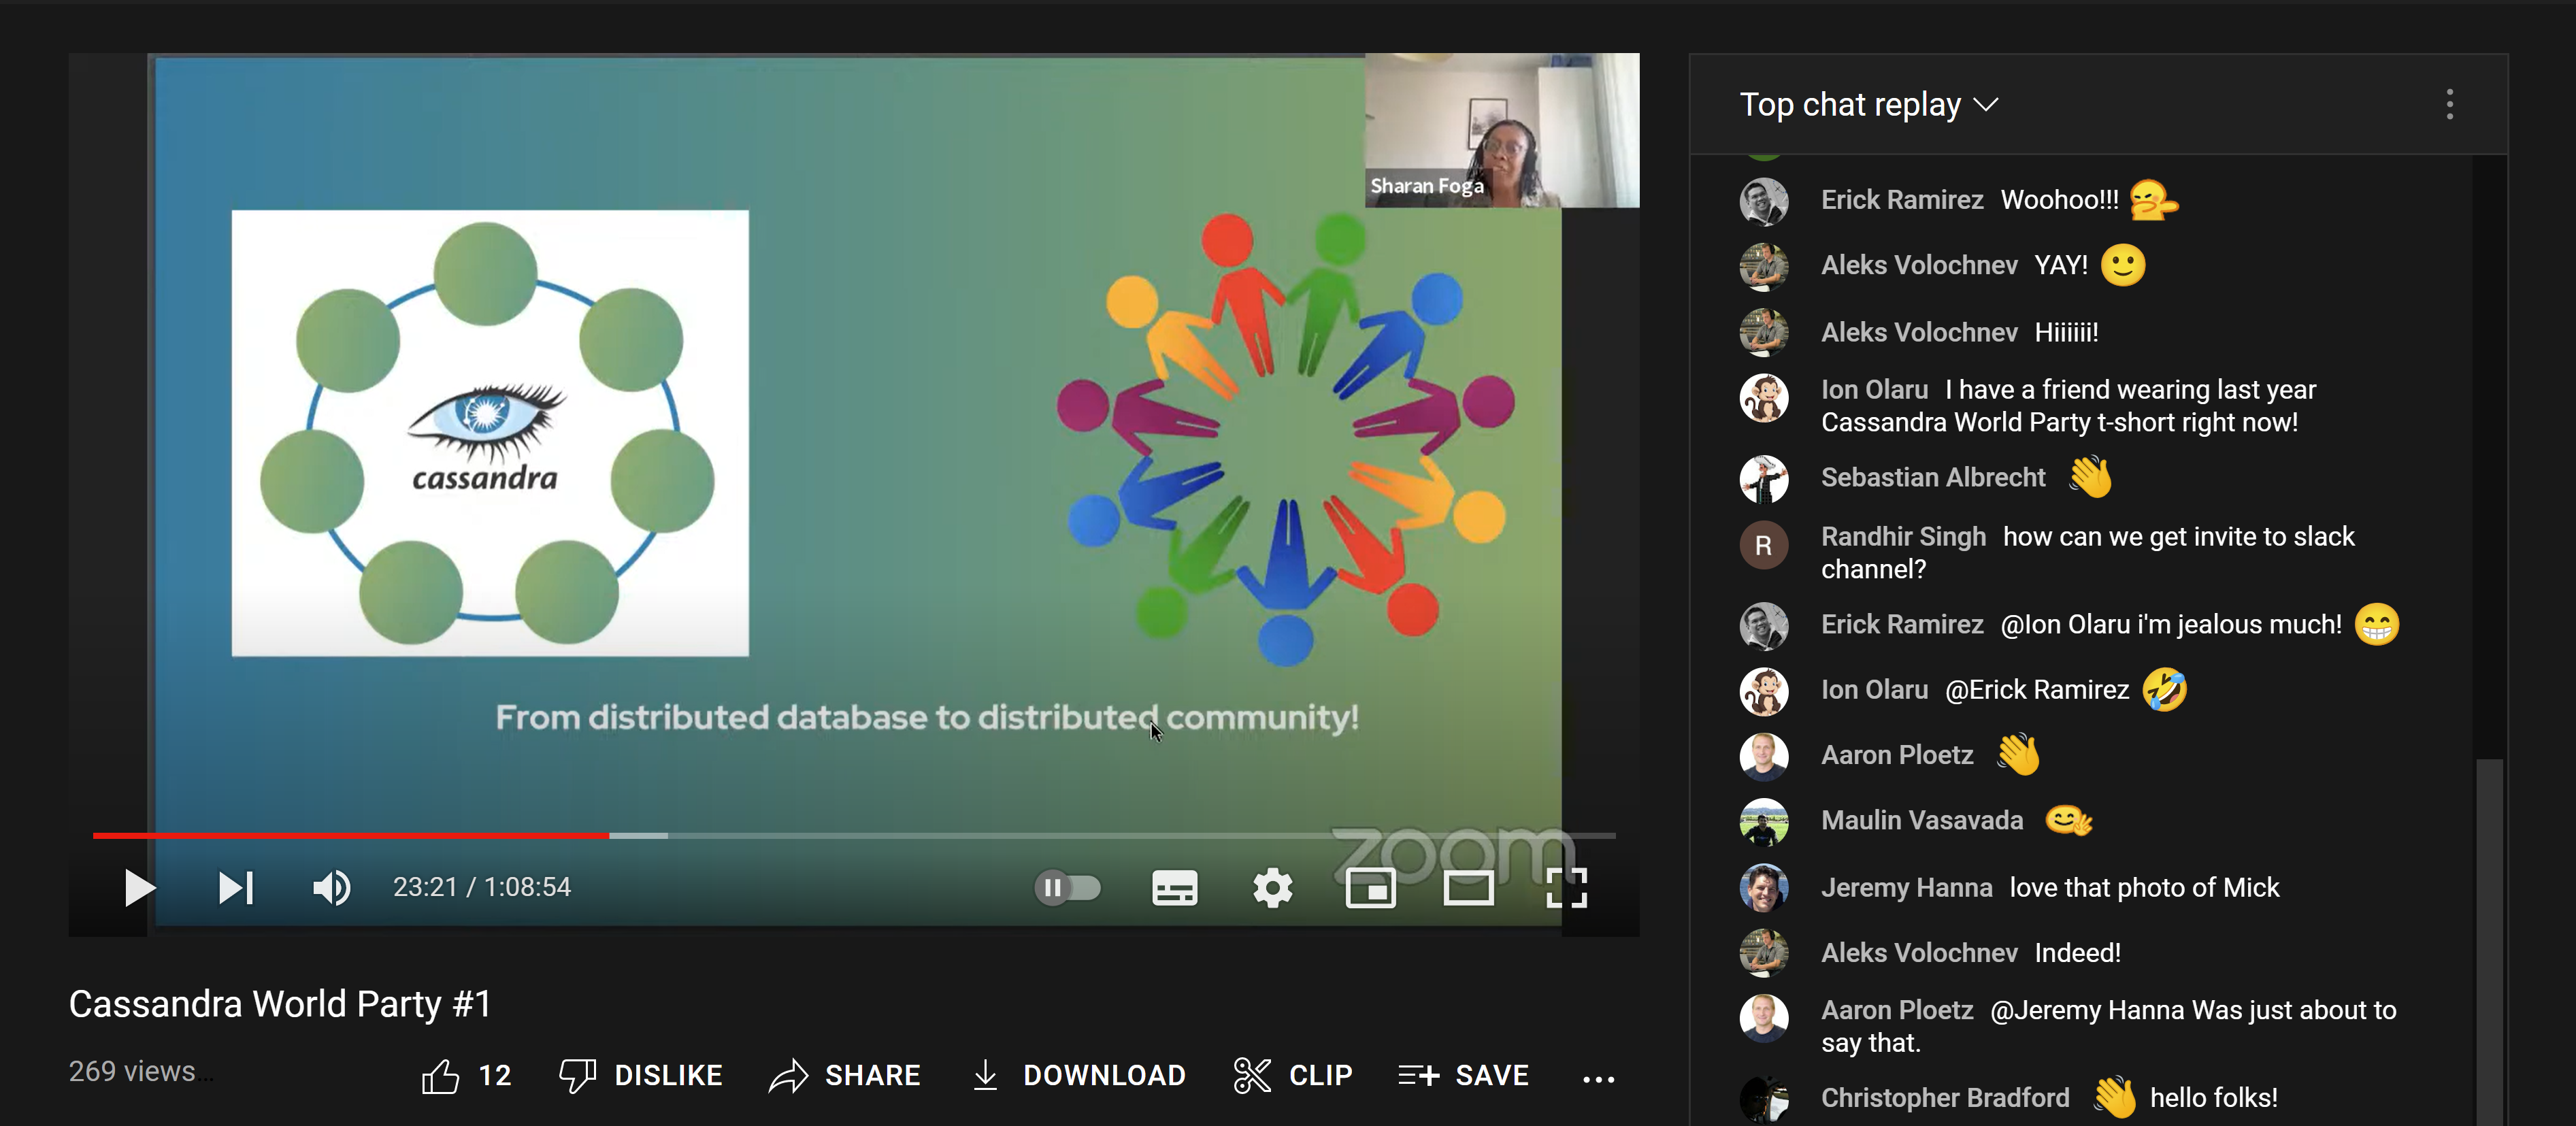 Sharan Foga
cassandra
From distributed database to distributed community!
zoom
23:21 / 1:08:54
Cassandra World Party #1
269 views…
12
DISLIKE
SHARE
DOWNLOAD
CLIP
SAVE
Top chat replay
Erick Ramirez Woohoo!!!
Aleks Volochnev YAY! 🙂
Aleks Volochnev Hiiiiii!
Ion Olaru I have a friend wearing last year
Cassandra World Party t-short right now!
Sebastian Albrecht 👋
R
Randhir Singh how can we get invite to slack
channel?
Erick Ramirez @Ion Olaru i'm jealous much! 😁
Ion Olaru @Erick Ramirez 🤣
Aaron Ploetz 👋
Maulin Vasavada
Jeremy Hanna love that photo of Mick
Aleks Volochnev Indeed!
Aaron Ploetz @Jeremy Hanna Was just about to
say that.
Christopher Bradford 👋 hello folks!